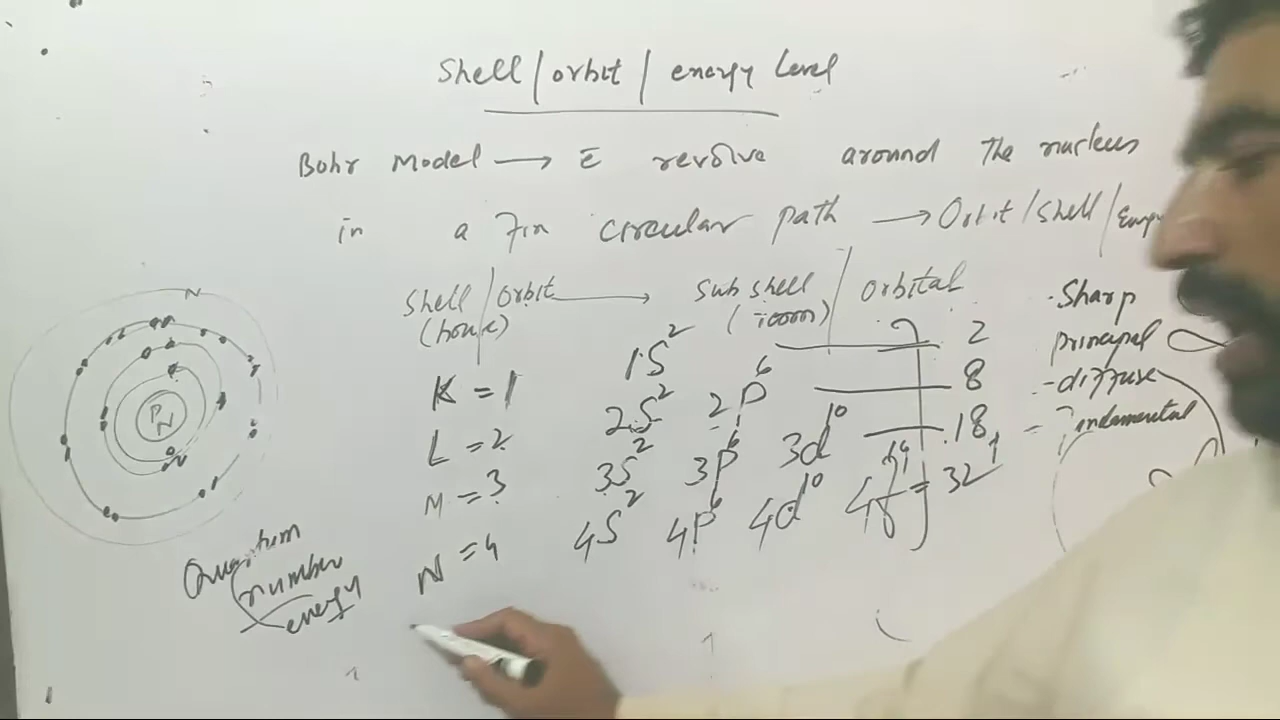 Shell / orbit / energy Level
Bohr Model → ē revolve around the nucleus
in a fix circular path → Orbit / Shell /
Shell / Orbit → Sub shell / Orbital
(house) (room)
K = 1 1S² 2
L = 2 2S² 2P⁶ 8
M = 3 3S² 3P⁶ 3d¹⁰ 18
N = 4 4S² 4P⁶ 4d¹⁰ 4f¹⁴ = 32
Sharp
principal
diffuse
N
P
N
Quantum
number
energy